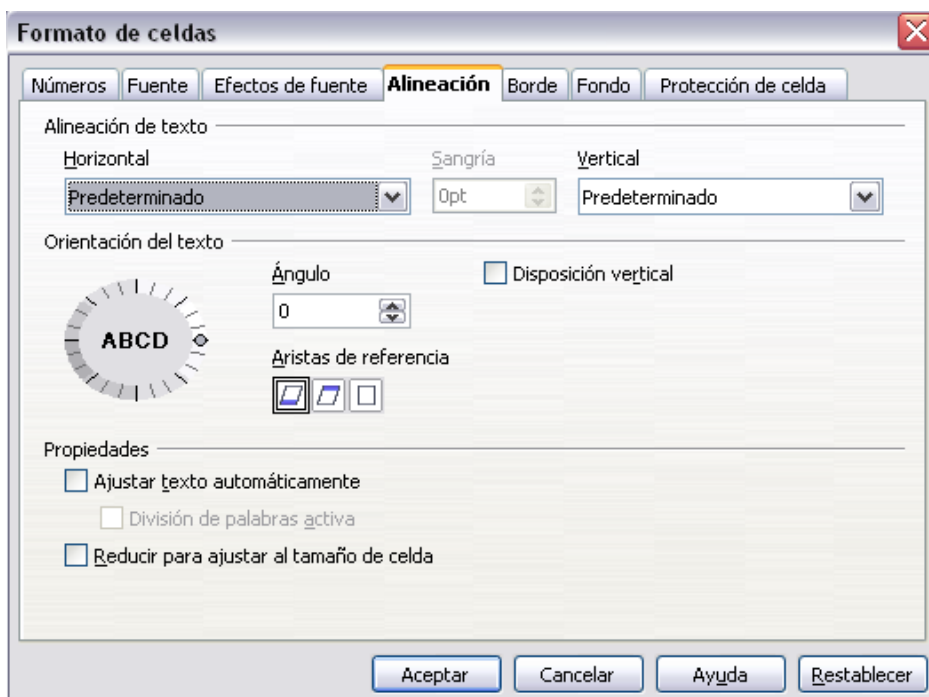 Formato de celdas
Números Fuente Efectos de fuente Alineación Borde Fondo Protección de celda
Alineación de texto
Horizontal Sangría Vertical
Predeterminado 0pt Predeterminado
Orientación del texto
Ángulo Disposición vertical
0
ABCD
Aristas de referencia
Propiedades
Ajustar texto automáticamente
División de palabras activa
Reducir para ajustar al tamaño de celda
Aceptar Cancelar Ayuda Restablecer